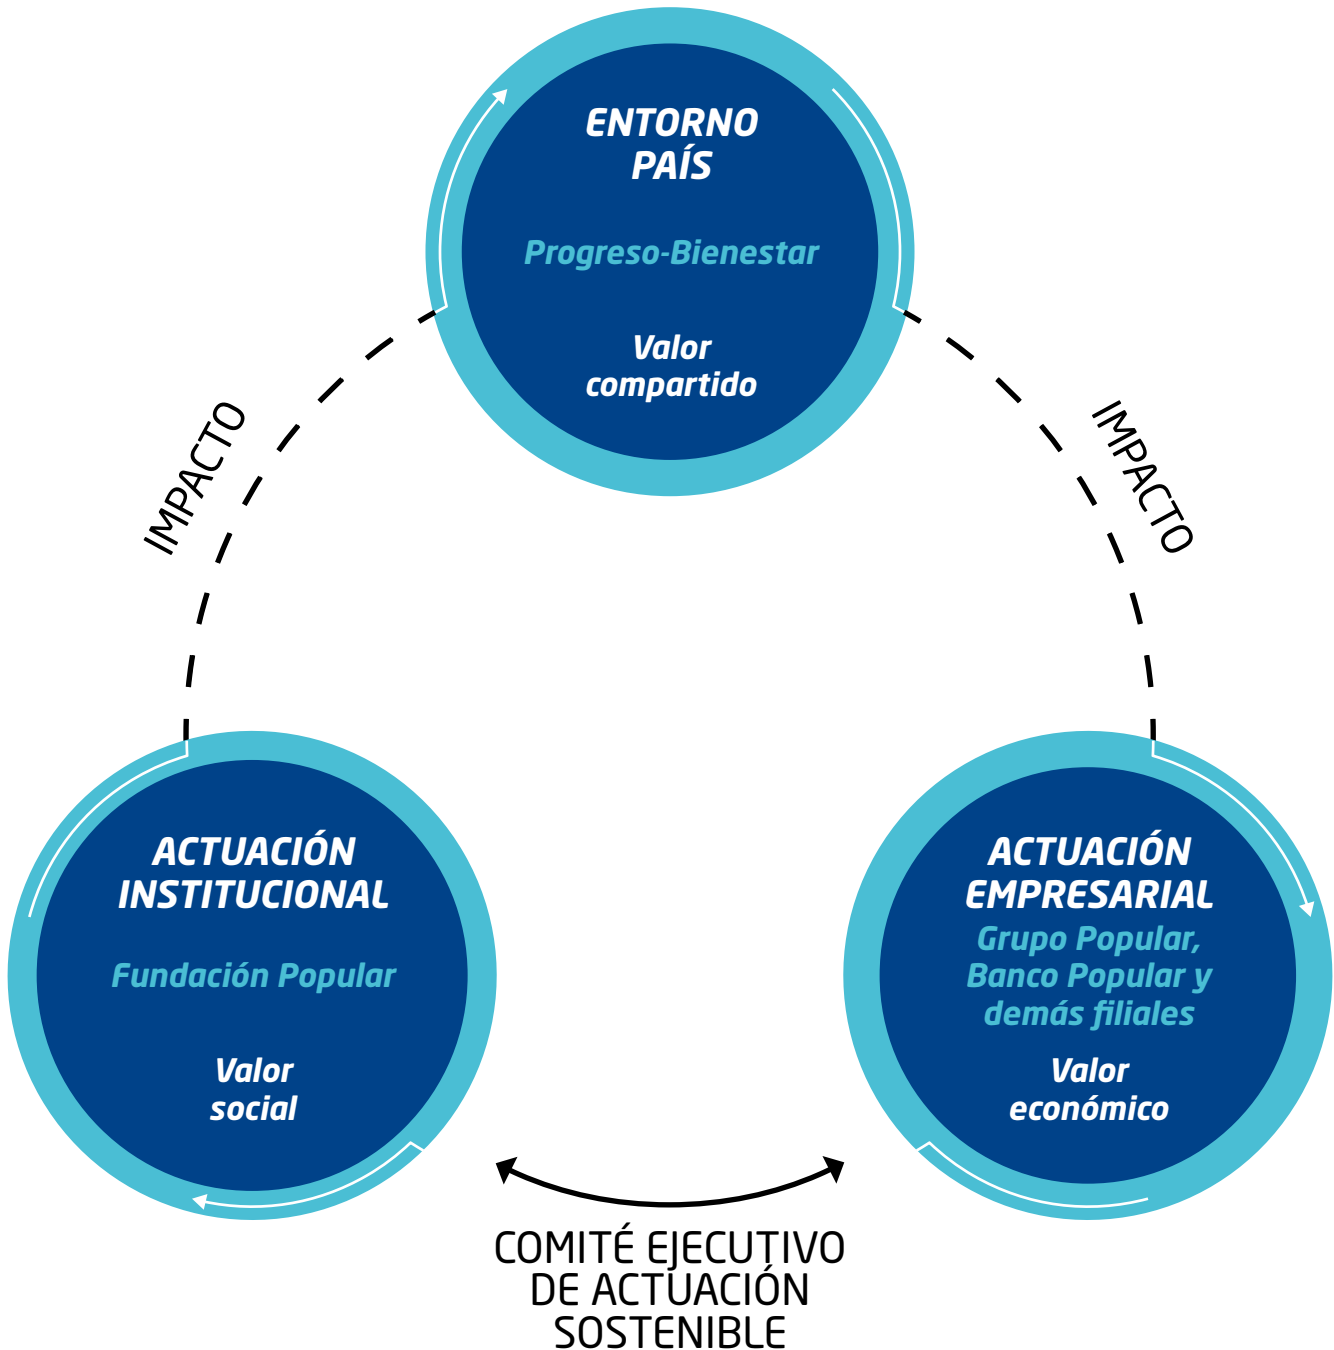 ENTORNO
PAÍS
Progreso-Bienestar
Valor
compartido
IMPACTO
IMPACTO
ACTUACIÓN
INSTITUCIONAL
Fundación Popular
Valor
social
ACTUACIÓN
EMPRESARIAL
Grupo Popular,
Banco Popular y
demás filiales
Valor
económico
COMITÉ EJECUTIVO
DE ACTUACIÓN
SOSTENIBLE